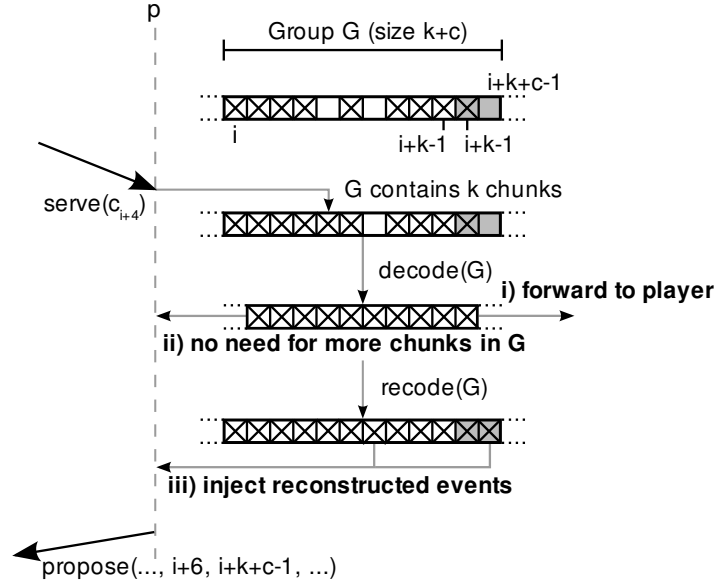 p
Group G (size k+c)
i+k+c-1
i
i+k-1
i+k-1
G contains k chunks
serve(c_{i+4})
decode(G)
i) forward to player
ii) no need for more chunks in G
recode(G)
iii) inject reconstructed events
propose(..., i+6, i+k+c-1, ...)